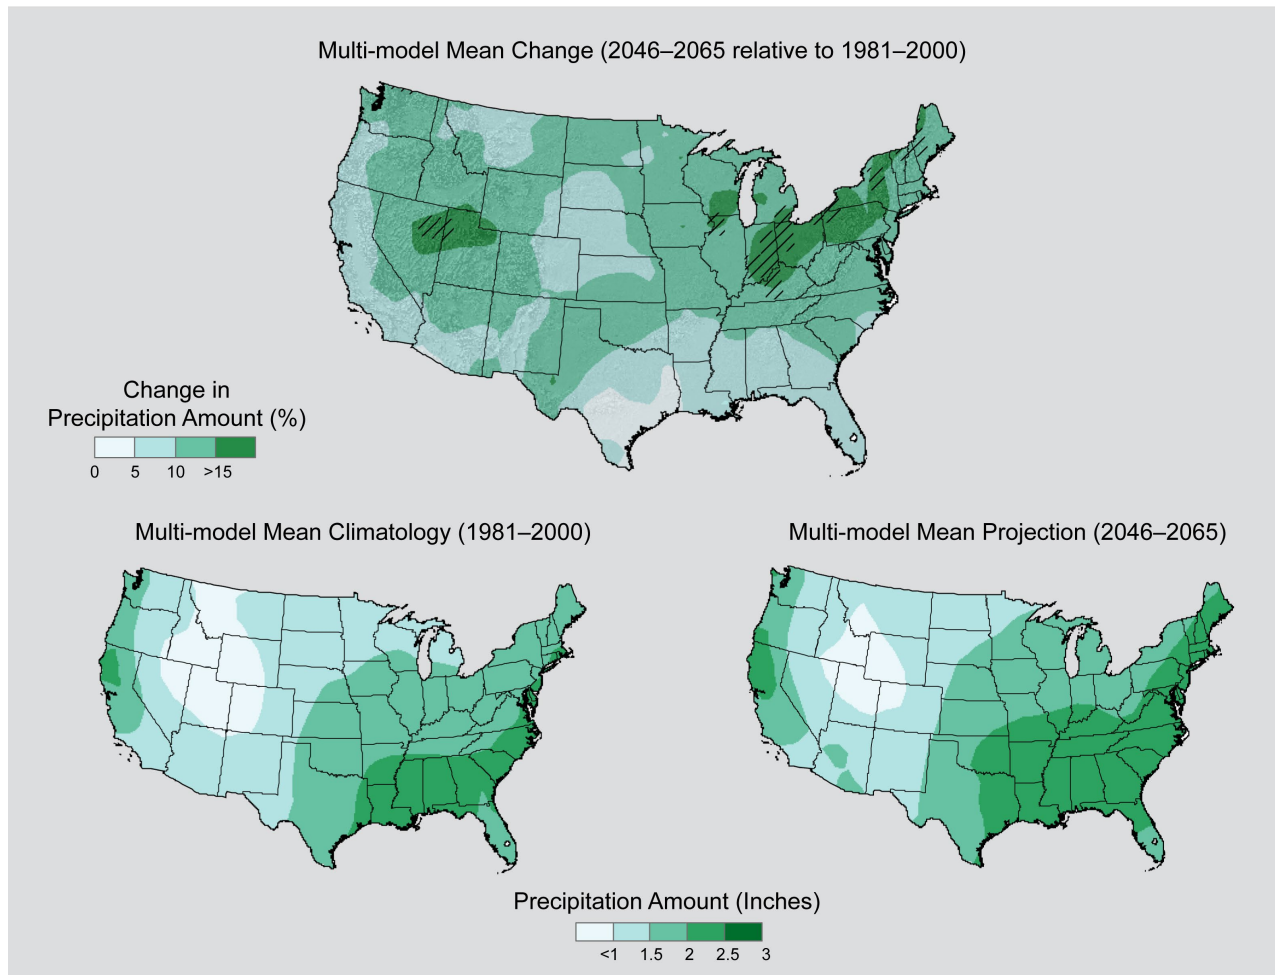 Multi-model Mean Change (2046–2065 relative to 1981–2000)
Change in
Precipitation Amount (%)
0 5 10 >15
Multi-model Mean Climatology (1981–2000)
Multi-model Mean Projection (2046–2065)
Precipitation Amount (Inches)
<1 1.5 2 2.5 3